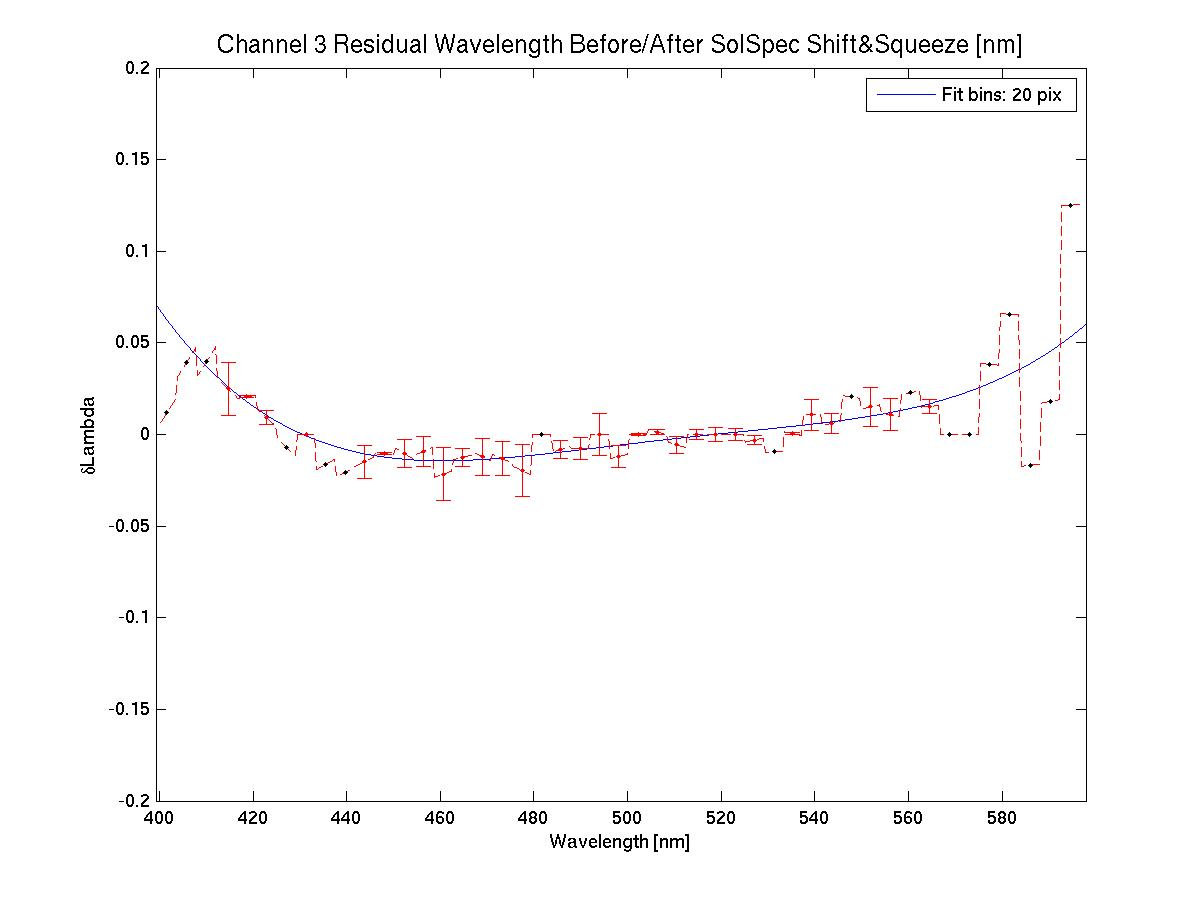 Channel 3 Residual Wavelength Before/After SolSpec Shift&Squeeze [nm]
Fit bins: 20 pix
0.2
0.15
0.1
0.05
0
-0.05
-0.1
-0.15
-0.2
δLambda
400 420 440 460 480 500 520 540 560 580
Wavelength [nm]